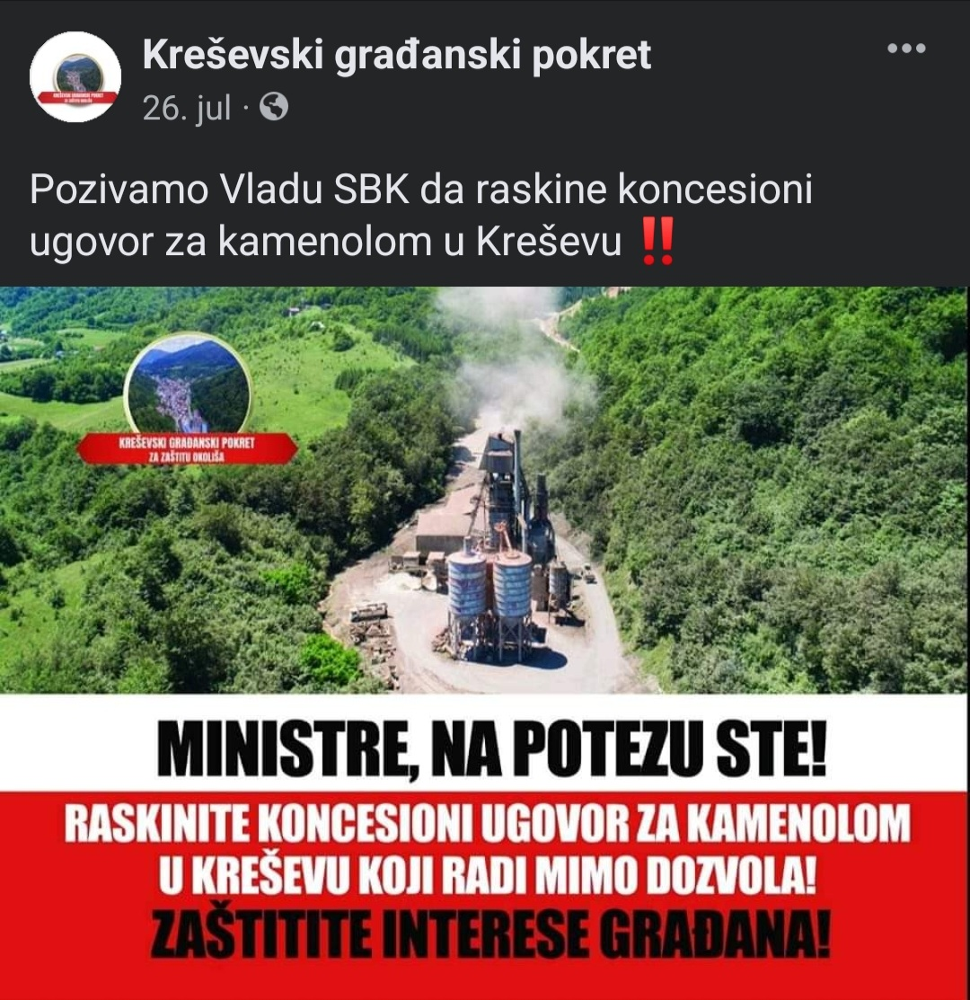 Kreševski građanski pokret
26. jul ·
Pozivamo Vladu SBK da raskine koncesioni
ugovor za kamenolom u Kreševu ‼️
KREŠEVSKI GRAĐANSKI POKRET
ZA ZAŠTITU OKOLIŠA
MINISTRE, NA POTEZU STE!
RASKINITE KONCESIONI UGOVOR ZA KAMENOLOM
U KREŠEVU KOJI RADI MIMO DOZVOLA!
ZAŠTITITE INTERESE GRAĐANA!